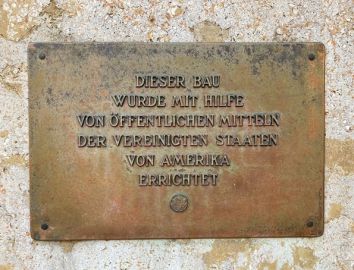 DIESER BAU
WURDE MIT HILFE
VON ÖFFENTLICHEN MITTELN
DER VEREINIGTEN STAATEN
VON AMERIKA
ERRICHTET